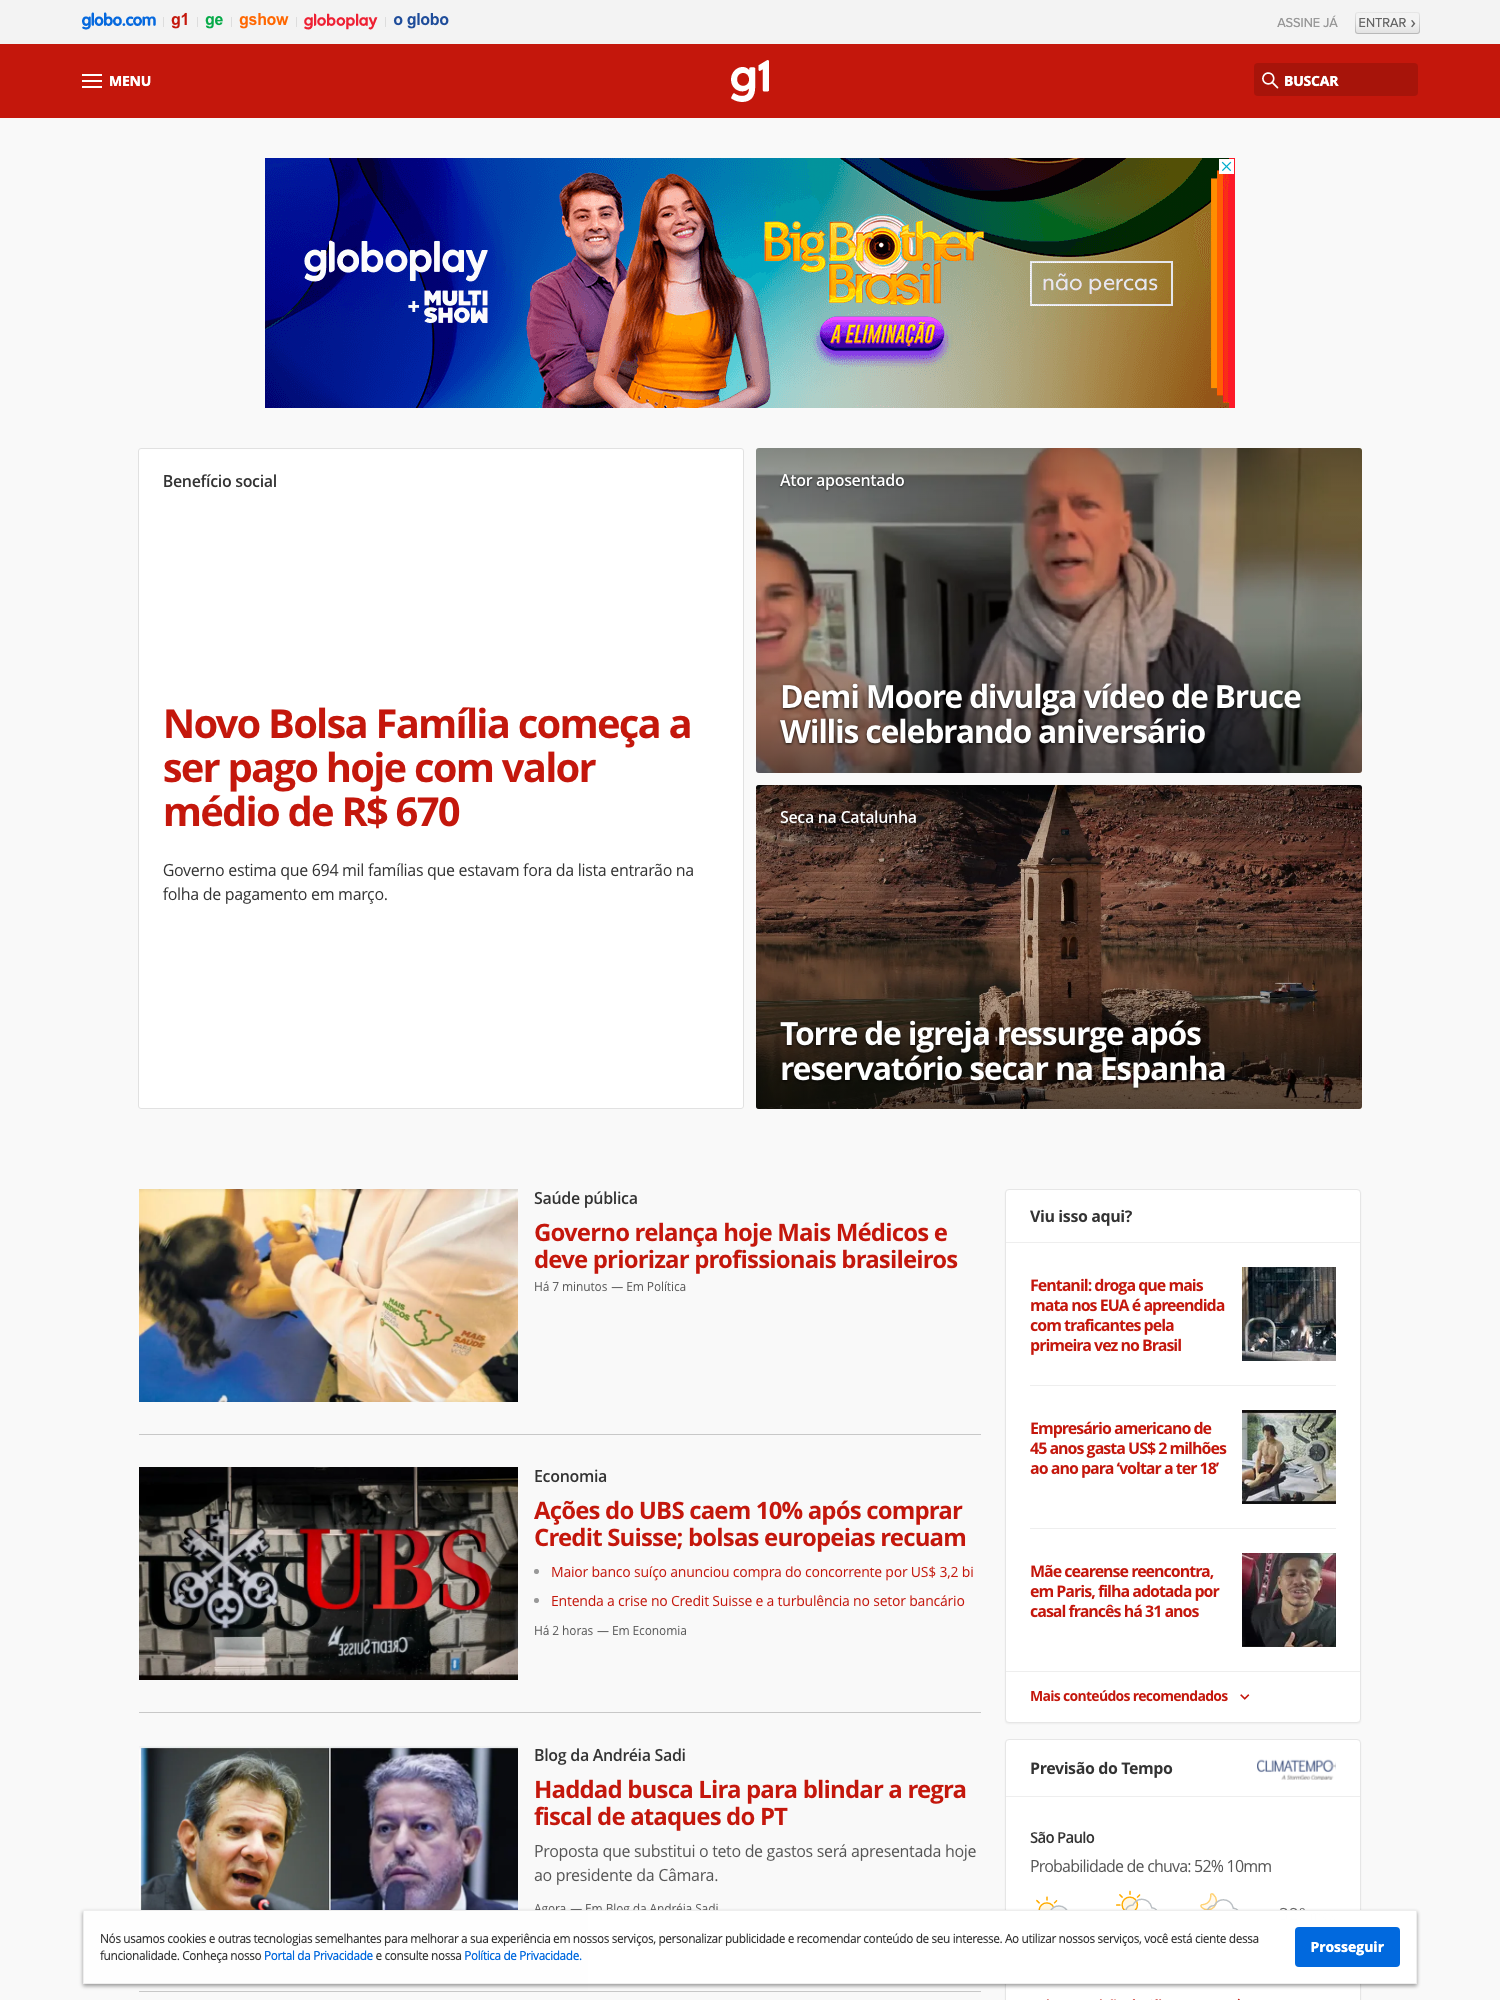 globo.com g1 ge gshow globoplay o globo
ASSINE JÁ ENTRAR ›
MENU
g1
BUSCAR
globoplay
+ MULTI
SHOW
Big Brother
Brasil
A ELIMINAÇÃO
não percas
Benefício social
Novo Bolsa Família começa a
ser pago hoje com valor
médio de R$ 670
Governo estima que 694 mil famílias que estavam fora da lista entrarão na
folha de pagamento em março.
Ator aposentado
Demi Moore divulga vídeo de Bruce
Willis celebrando aniversário
Seca na Catalunha
Torre de igreja ressurge após
reservatório secar na Espanha
MAIS
MÉDICOS
MAIS
SAÚDE
Saúde pública
Governo relança hoje Mais Médicos e
deve priorizar profissionais brasileiros
Há 7 minutos — Em Política
UBS
CREDIT SUISSE
Economia
Ações do UBS caem 10% após comprar
Credit Suisse; bolsas europeias recuam
Maior banco suíço anunciou compra do concorrente por US$ 3,2 bi
Entenda a crise no Credit Suisse e a turbulência no setor bancário
Há 2 horas — Em Economia
Blog da Andréia Sadi
Haddad busca Lira para blindar a regra
fiscal de ataques do PT
Proposta que substitui o teto de gastos será apresentada hoje
ao presidente da Câmara.
Agora — Em Blog da Andréia Sadi
Viu isso aqui?
Fentanil: droga que mais
mata nos EUA é apreendida
com traficantes pela
primeira vez no Brasil
Empresário americano de
45 anos gasta US$ 2 milhões
ao ano para ‘voltar a ter 18’
Mãe cearense reencontra,
em Paris, filha adotada por
casal francês há 31 anos
Mais conteúdos recomendados
Previsão do Tempo
CLIMATEMPO
A StormGeo Company
São Paulo
Probabilidade de chuva: 52% 10mm
Nós usamos cookies e outras tecnologias semelhantes para melhorar a sua experiência em nossos serviços, personalizar publicidade e recomendar conteúdo de seu interesse. Ao utilizar nossos serviços, você está ciente dessa
funcionalidade. Conheça nosso Portal da Privacidade e consulte nossa Política de Privacidade.
Prosseguir